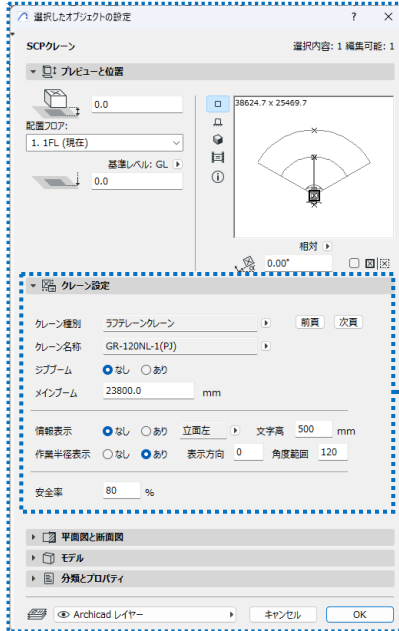 選択したオブジェクトの設定 ? ×
SCPクレーン 選択内容: 1 編集可能: 1
プレビューと位置
0.0
38624.7 x 25469.7
配置フロア:
1. 1FL (現在)
基準レベル: GL
0.0
相対
0.00°
クレーン設定
クレーン種別 ラフテレーンクレーン 前頁 次頁
クレーン名称 GR-120NL-1(PJ)
ジブブーム なし あり
メインブーム 23800.0 mm
情報表示 なし あり 立面左 文字高 500 mm
作業半径表示 なし あり 表示方向 0 角度範囲 120
安全率 80 %
平面図と断面図
モデル
分類とプロパティ
Archicad レイヤー キャンセル OK